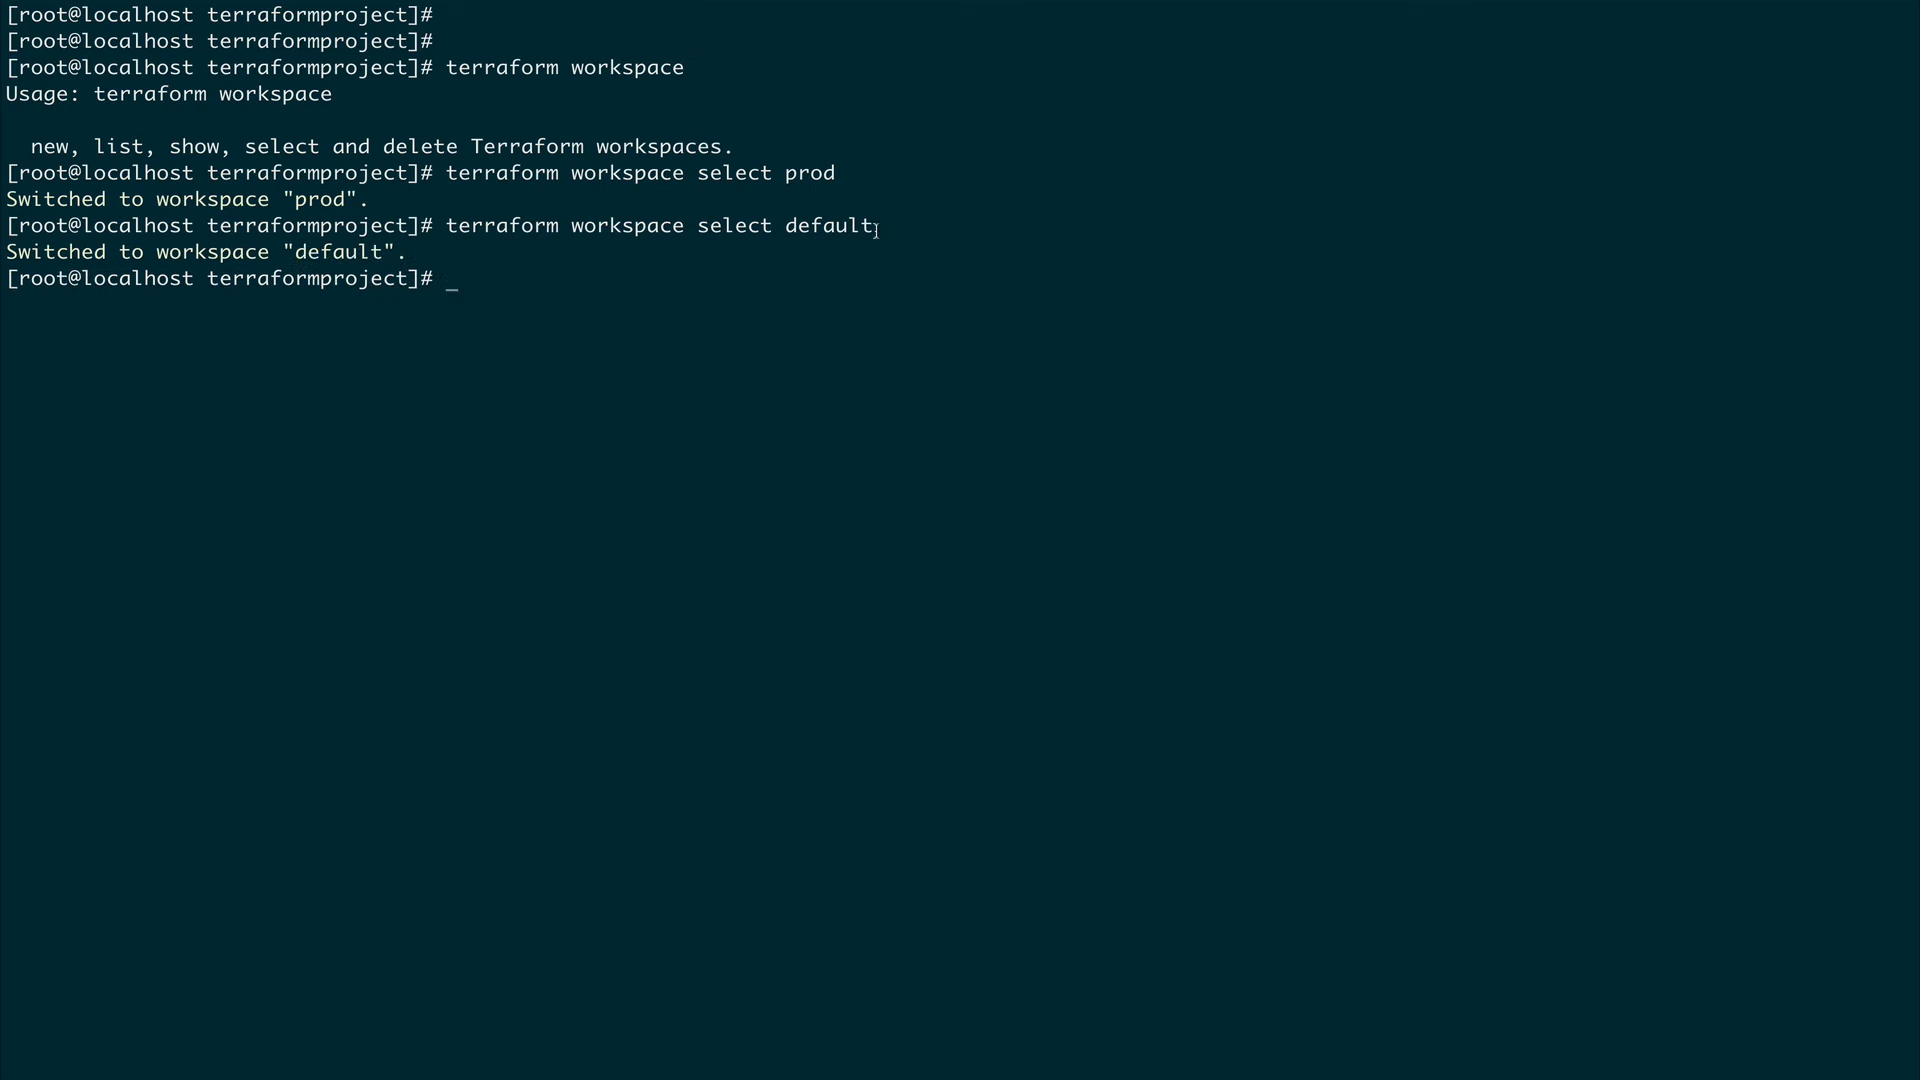 [root@localhost terraformproject]#
[root@localhost terraformproject]#
[root@localhost terraformproject]# terraform workspace
Usage: terraform workspace
new, list, show, select and delete Terraform workspaces.
[root@localhost terraformproject]# terraform workspace select prod
Switched to workspace "prod".
[root@localhost terraformproject]# terraform workspace select default
Switched to workspace "default".
[root@localhost terraformproject]# _